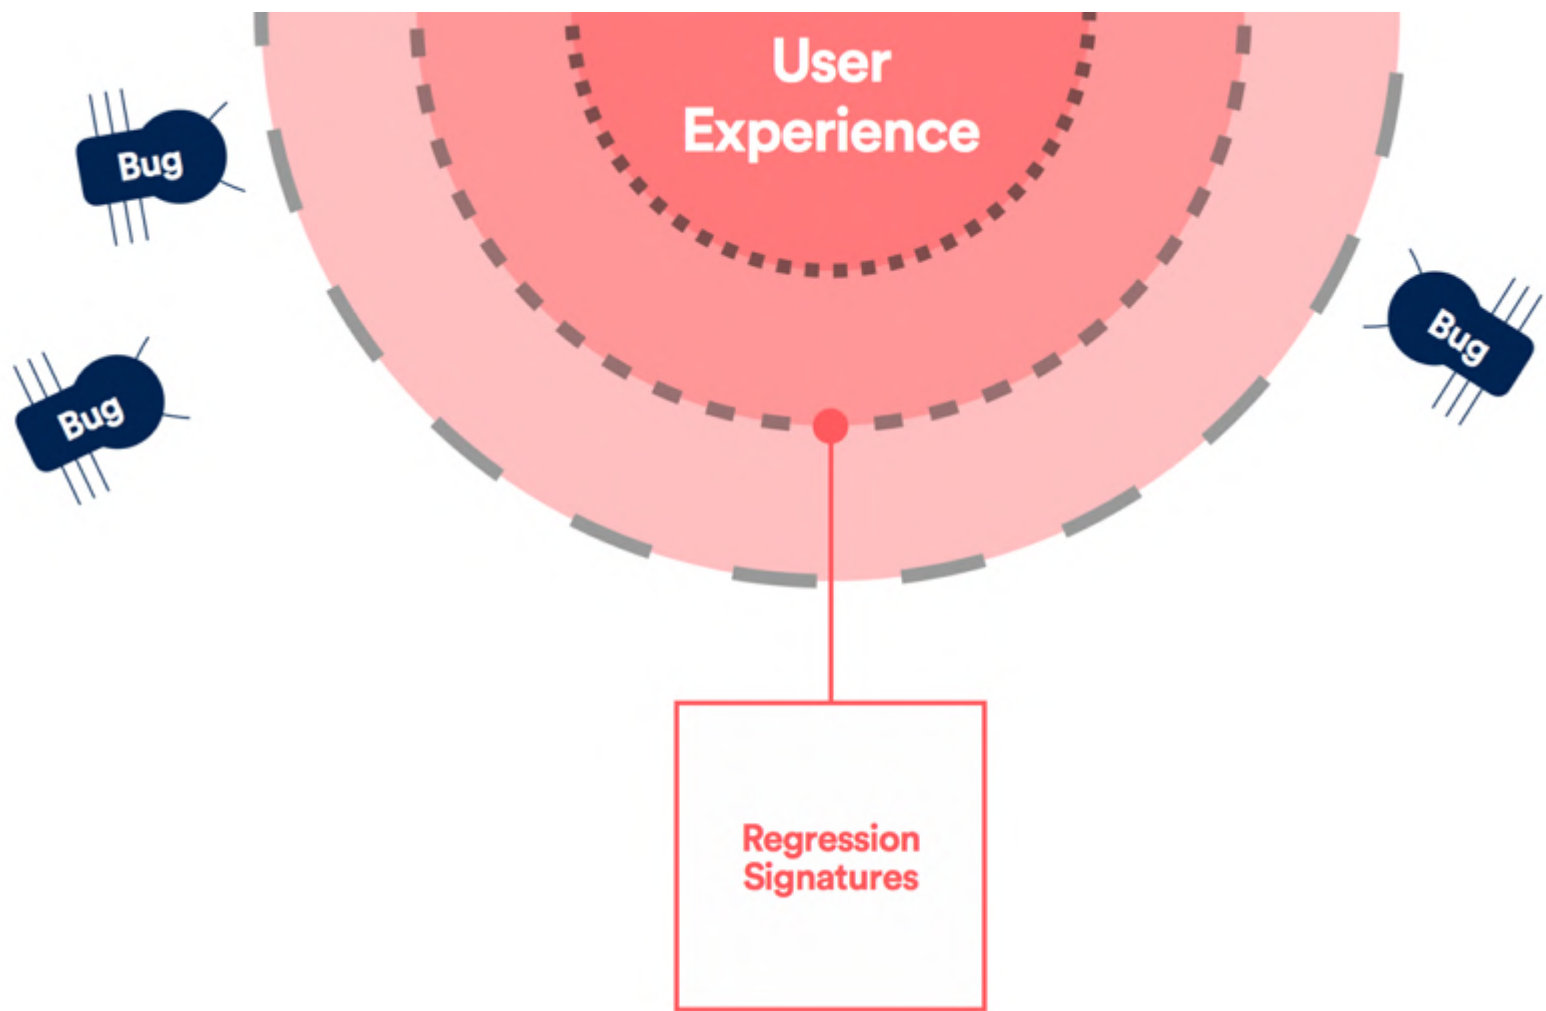 User
Experience
Bug
Bug
Bug
Regression
Signatures